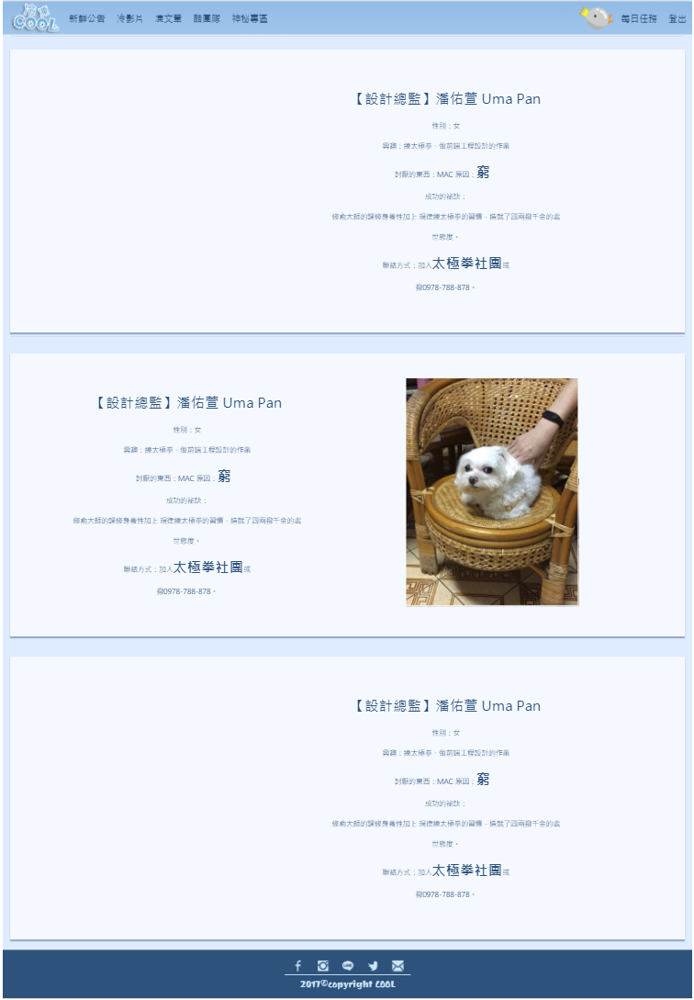 冷的 COOL 新鮮公告 冷影片 凍文章 酷團隊 神秘專區 每日任務 登出
【設計總監】潘佑萱 Uma Pan
性別：女
興趣：練太極拳、做前端工程設計的作業
討厭的東西：MAC 原因：窮
成功的祕訣：
修俞大師的課修身養性加上 規律練太極拳的習慣，造就了四兩撥千金的處
世態度。
聯絡方式：加入太極拳社團或
撥0978-788-878。
【設計總監】潘佑萱 Uma Pan
性別：女
興趣：練太極拳、做前端工程設計的作業
討厭的東西：MAC 原因：窮
成功的祕訣：
修俞大師的課修身養性加上 規律練太極拳的習慣，造就了四兩撥千金的處
世態度。
聯絡方式：加入太極拳社團或
撥0978-788-878。
【設計總監】潘佑萱 Uma Pan
性別：女
興趣：練太極拳、做前端工程設計的作業
討厭的東西：MAC 原因：窮
成功的祕訣：
修俞大師的課修身養性加上 規律練太極拳的習慣，造就了四兩撥千金的處
世態度。
聯絡方式：加入太極拳社團或
撥0978-788-878。
2017©copyright COOL